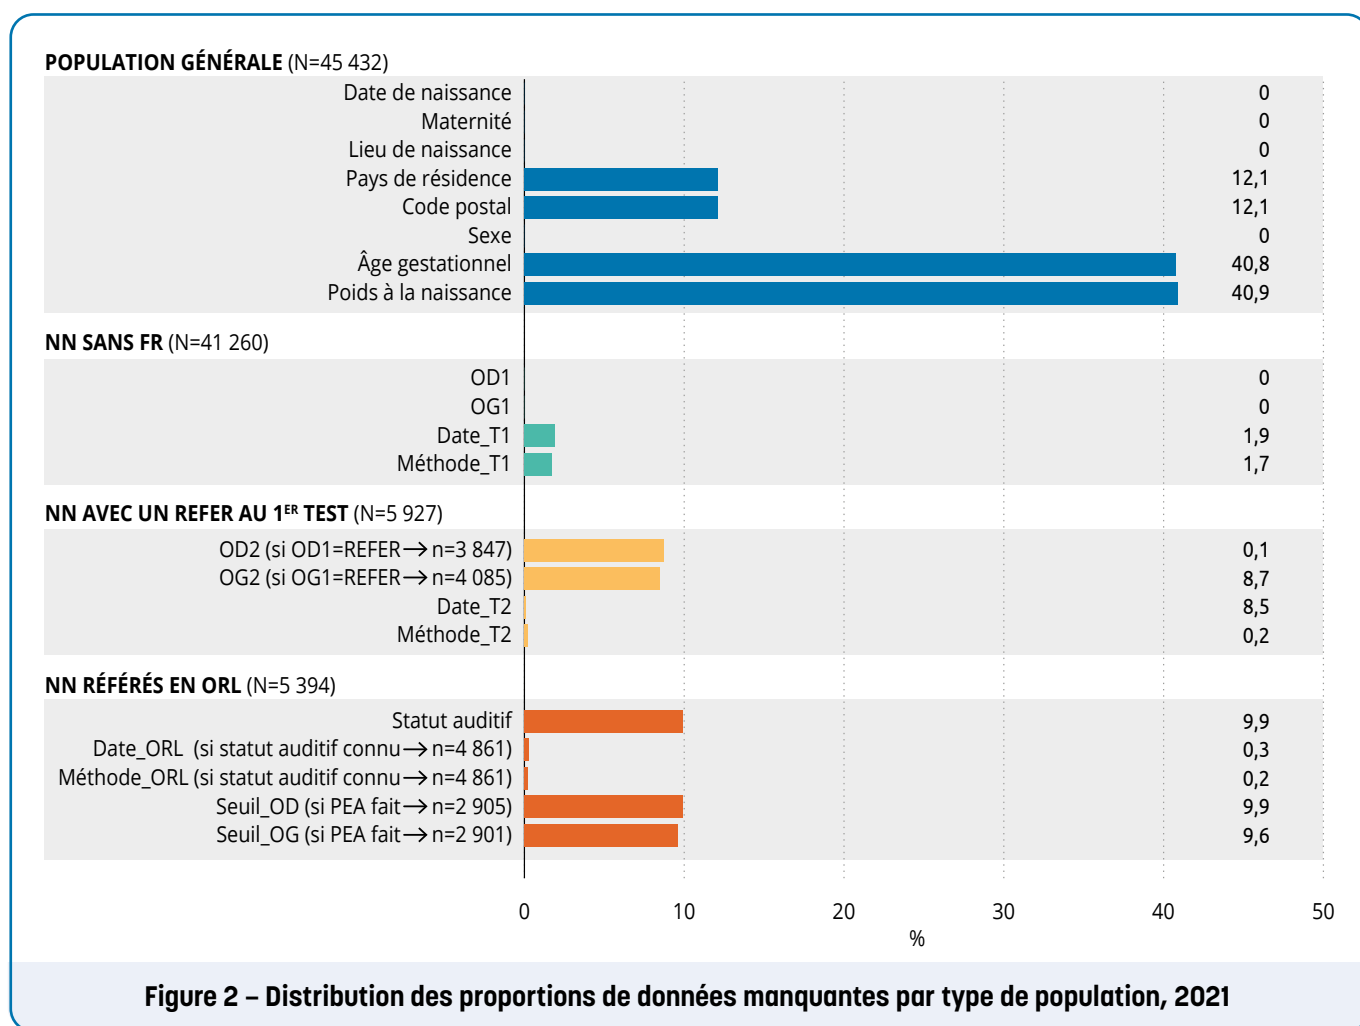 POPULATION GÉNÉRALE (N=45 432)
Date de naissance 0
Maternité 0
Lieu de naissance 0
Pays de résidence 12,1
Code postal 12,1
Sexe 0
Âge gestationnel 40,8
Poids à la naissance 40,9
NN SANS FR (N=41 260)
OD1 0
OG1 0
Date_T1 1,9
Méthode_T1 1,7
NN AVEC UN REFER AU 1ER TEST (N=5 927)
OD2 (si OD1=REFER→n=3 847) 0,1
OG2 (si OG1=REFER→n=4 085) 8,7
Date_T2 8,5
Méthode_T2 0,2
NN RÉFÉRÉS EN ORL (N=5 394)
Statut auditif 9,9
Date_ORL (si statut auditif connu→n=4 861) 0,3
Méthode_ORL (si statut auditif connu→n=4 861) 0,2
Seuil_OD (si PEA fait→n=2 905) 9,9
Seuil_OG (si PEA fait→n=2 901) 9,6
0 10 20 30 40 50
%
Figure 2 – Distribution des proportions de données manquantes par type de population, 2021